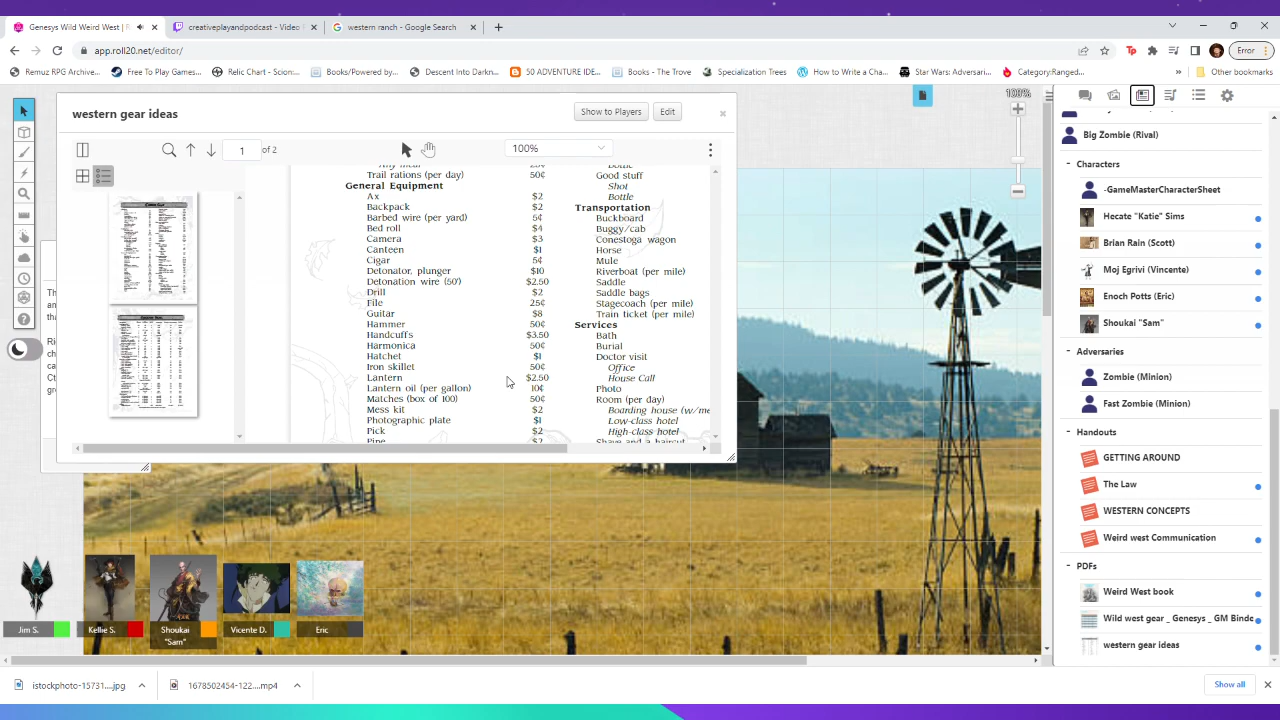 Genesys Wild Weird West | R
creativeplayandpodcast - Video
western ranch - Google Search
app.roll20.net/editor/
Error
Remuz RPG Archive...
Free To Play Games...
Relic Chart - Scion:...
Books/Powered by...
Descent Into Darkn...
50 ADVENTURE IDE...
Books - The Trove
Specialization Trees
How to Write a Cha...
Star Wars: Adversari...
Category:Ranged...
»
Other bookmarks
western gear ideas
Show to Players
Edit
1
of 2
100%
100%
Any meal
25¢
Trail rations (per day)
50¢
General Equipment
Ax
$2
Backpack
$2
Barbed wire (per yard)
5¢
Bed roll
$4
Camera
$3
Canteen
$1
Cigar
5¢
Detonator, plunger
$10
Detonation wire (50')
$2.50
Drill
$2
File
25¢
Guitar
$8
Hammer
50¢
Handcuffs
$3.50
Harmonica
50¢
Hatchet
$1
Iron skillet
50¢
Lantern
$2.50
Lantern oil (per gallon)
10¢
Matches (box of 100)
50¢
Mess kit
$2
Photographic plate
$1
Pick
$2
Pipe
$2
Bottle
Good stuff
Shot
Bottle
Transportation
Buckboard
Buggy/cab
Conestoga wagon
Horse
Mule
Riverboat (per mile)
Saddle
Saddle bags
Stagecoach (per mile)
Train ticket (per mile)
Services
Bath
Burial
Doctor visit
Office
House Call
Photo
Room (per day)
Boarding house (w/me
Low-class hotel
High-class hotel
Shave and a haircut
Big Zombie (Rival)
Characters
-GameMasterCharacterSheet
Hecate "Katie" Sims
Brian Rain (Scott)
Moj Egrivi (Vincente)
Enoch Potts (Eric)
Shoukai "Sam"
Adversaries
Zombie (Minion)
Fast Zombie (Minion)
Handouts
GETTING AROUND
The Law
WESTERN CONCEPTS
Weird west Communication
PDFs
Weird West book
Wild west gear _ Genesys _ GM Binde
western gear ideas
Jim S.
Kellie S.
Shoukai
"Sam"
Vicente D.
Eric
istockphoto-15731....jpg
1678502454-122....mp4
Show all